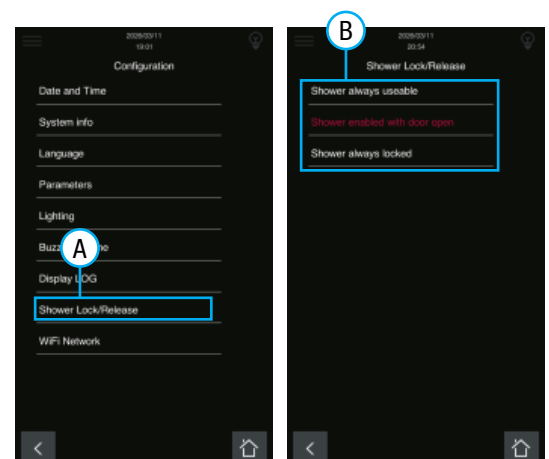 2026/03/11
19:01
Configuration
Date and Time
System info
Language
Parameters
Lighting
A
Display LOG
Shower Lock/Release
WiFi Network
B
2026/03/11
20:54
Shower Lock/Release
Shower always useable
Shower enabled with door open
Shower always locked